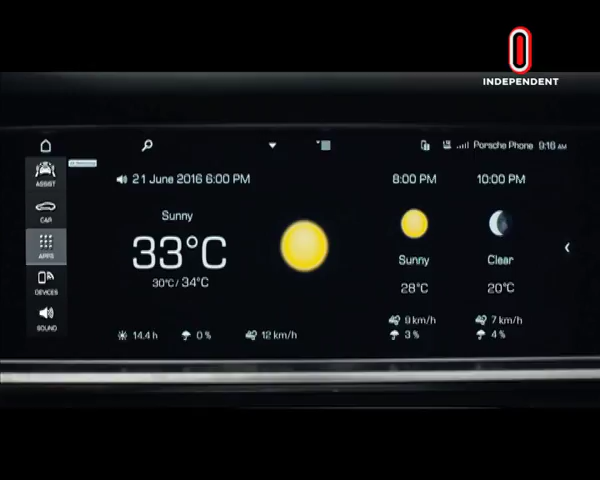 INDEPENDENT
Porsche Phone 9:16 AM
ASSIST
CAR
APPS
DEVICES
SOUND
21 June 2016 6:00 PM
Sunny
33°C
30°C/ 34°C
14.4 h 0 % 12 km/h
8:00 PM
Sunny
28°C
9 km/h
3 %
10:00 PM
Clear
20°C
7 km/h
4 %